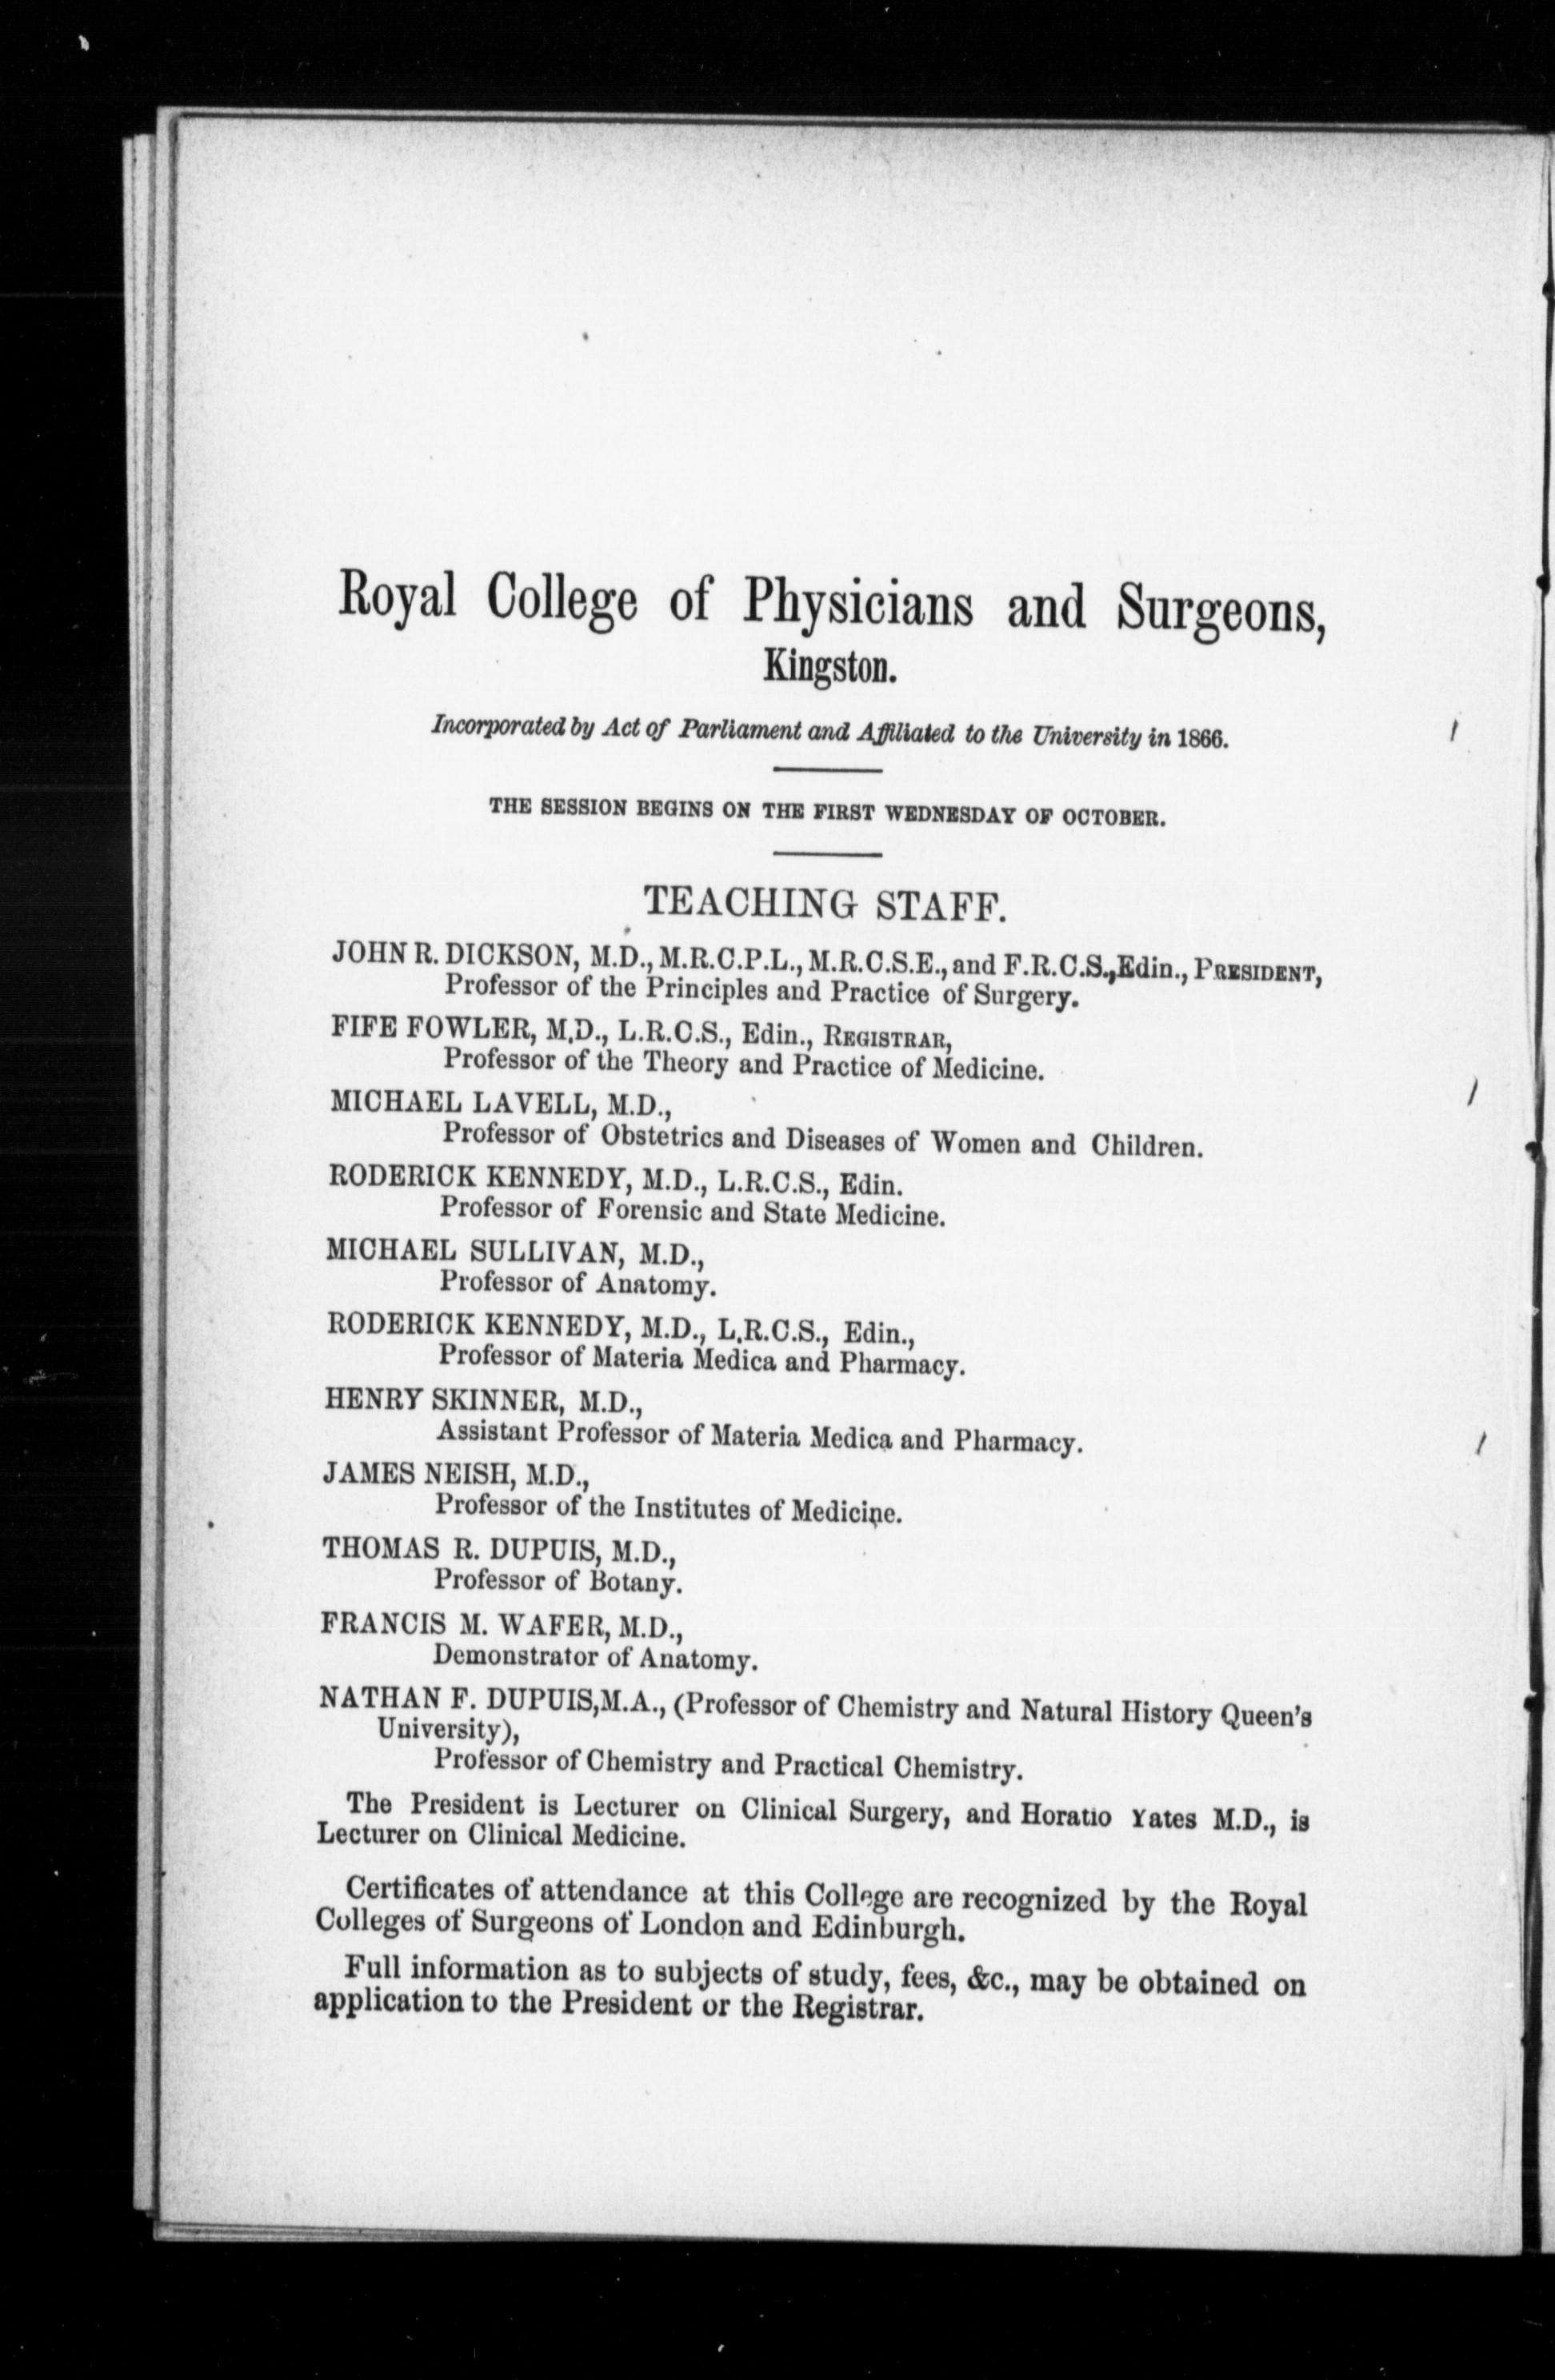 Royal College of Physicians and Surgeons,
Kingston.
Incorporated by Act of Parliament and Affiliated to the University in 1866.
THE SESSION BEGINS ON THE FIRST WEDNESDAY OF OCTOBER.
TEACHING STAFF.
JOHN R. DICKSON, M.D., M.R.C.P.L., M.R.C.S.E., and F.R.C.S., Edin., PRESIDENT,
Professor of the Principles and Practice of Surgery.
FIFE FOWLER, M.D., L.R.C.S., Edin., REGISTRAR,
Professor of the Theory and Practice of Medicine.
MICHAEL LAVELL, M.D.,
Professor of Obstetrics and Diseases of Women and Children.
RODERICK KENNEDY, M.D., L.R.C.S., Edin.
Professor of Forensic and State Medicine.
MICHAEL SULLIVAN, M.D.,
Professor of Anatomy.
RODERICK KENNEDY, M.D., L.R.C.S., Edin.,
Professor of Materia Medica and Pharmacy.
HENRY SKINNER, M.D.,
Assistant Professor of Materia Medica and Pharmacy.
JAMES NEISH, M.D.,
Professor of the Institutes of Medicine.
THOMAS R. DUPUIS, M.D.,
Professor of Botany.
FRANCIS M. WAFER, M.D.,
Demonstrator of Anatomy.
NATHAN F. DUPUIS, M.A., (Professor of Chemistry and Natural History Queen's
University),
Professor of Chemistry and Practical Chemistry.
The President is Lecturer on Clinical Surgery, and Horatio Yates M.D., is
Lecturer on Clinical Medicine.
Certificates of attendance at this College are recognized by the Royal
Colleges of Surgeons of London and Edinburgh.
Full information as to subjects of study, fees, &c., may be obtained on
application to the President or the Registrar.